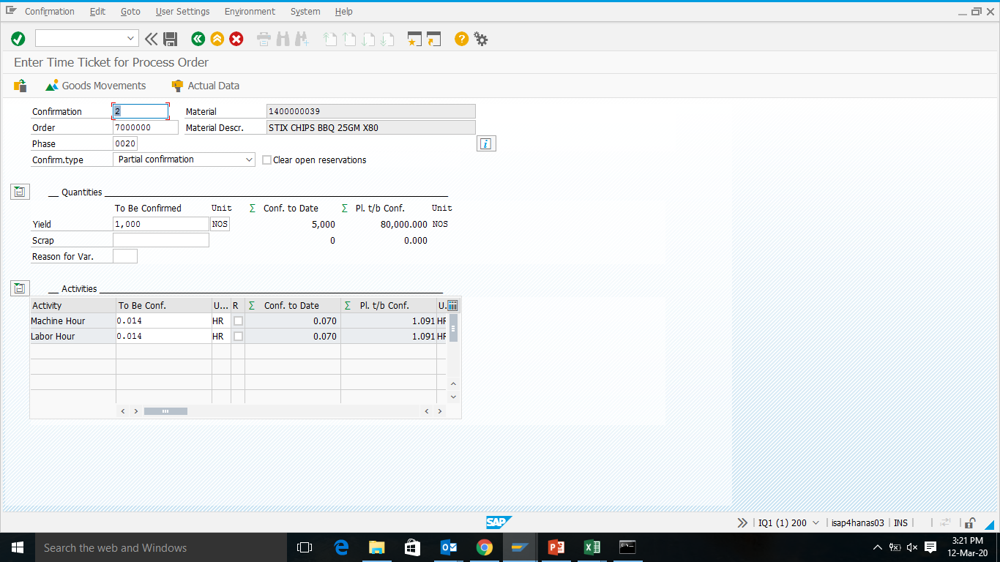 Confirmation Edit Goto User Settings Environment System Help
Enter Time Ticket for Process Order
Goods Movements Actual Data
Confirmation 2 Material 1400000039
Order 7000000 Material Descr. STIX CHIPS BBQ 25GM X80
Phase 0020
Confirm.type Partial confirmation Clear open reservations
Quantities
To Be Confirmed Unit Σ Conf. to Date Σ Pl. t/b Conf. Unit
Yield 1,000 NOS 5,000 80,000.000 NOS
Scrap 0 0.000
Reason for Var.
Activities
Activity To Be Conf. U... R Σ Conf. to Date Σ Pl. t/b Conf. U.
Machine Hour 0.014 HR 0.070 1.091 HR
Labor Hour 0.014 HR 0.070 1.091 HR
SAP IQ1 (1) 200 isap4hanas03 INS
Search the web and Windows
3:21 PM
12-Mar-20